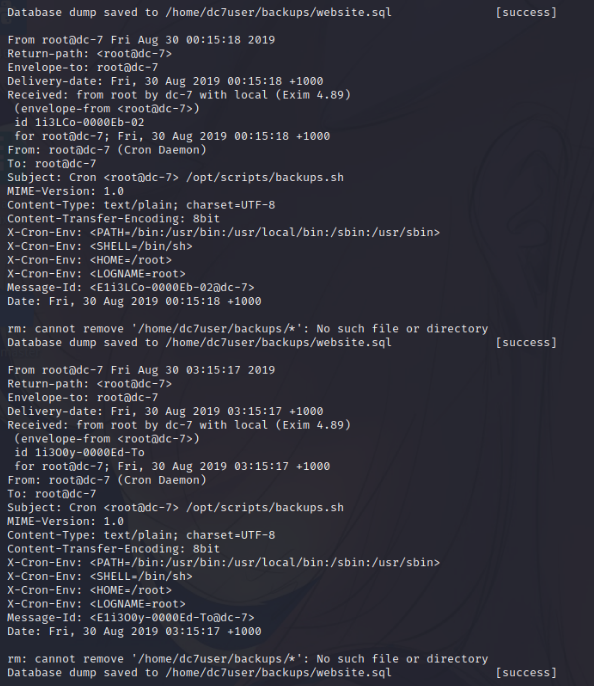 Database dump saved to /home/dc7user/backups/website.sql [success]
From root@dc-7 Fri Aug 30 00:15:18 2019
Return-path: <root@dc-7>
Envelope-to: root@dc-7
Delivery-date: Fri, 30 Aug 2019 00:15:18 +1000
Received: from root by dc-7 with local (Exim 4.89)
(envelope-from <root@dc-7>)
id 1i3LCo-0000Eb-02
for root@dc-7; Fri, 30 Aug 2019 00:15:18 +1000
From: root@dc-7 (Cron Daemon)
To: root@dc-7
Subject: Cron <root@dc-7> /opt/scripts/backups.sh
MIME-Version: 1.0
Content-Type: text/plain; charset=UTF-8
Content-Transfer-Encoding: 8bit
X-Cron-Env: <PATH=/bin:/usr/bin:/usr/local/bin:/sbin:/usr/sbin>
X-Cron-Env: <SHELL=/bin/sh>
X-Cron-Env: <HOME=/root>
X-Cron-Env: <LOGNAME=root>
Message-Id: <E1i3LCo-0000Eb-02@dc-7>
Date: Fri, 30 Aug 2019 00:15:18 +1000
rm: cannot remove '/home/dc7user/backups/*': No such file or directory
Database dump saved to /home/dc7user/backups/website.sql [success]
From root@dc-7 Fri Aug 30 03:15:17 2019
Return-path: <root@dc-7>
Envelope-to: root@dc-7
Delivery-date: Fri, 30 Aug 2019 03:15:17 +1000
Received: from root by dc-7 with local (Exim 4.89)
(envelope-from <root@dc-7>)
id 1i3O0y-0000Ed-To
for root@dc-7; Fri, 30 Aug 2019 03:15:17 +1000
From: root@dc-7 (Cron Daemon)
To: root@dc-7
Subject: Cron <root@dc-7> /opt/scripts/backups.sh
MIME-Version: 1.0
Content-Type: text/plain; charset=UTF-8
Content-Transfer-Encoding: 8bit
X-Cron-Env: <PATH=/bin:/usr/bin:/usr/local/bin:/sbin:/usr/sbin>
X-Cron-Env: <SHELL=/bin/sh>
X-Cron-Env: <HOME=/root>
X-Cron-Env: <LOGNAME=root>
Message-Id: <E1i3O0y-0000Ed-To@dc-7>
Date: Fri, 30 Aug 2019 03:15:17 +1000
rm: cannot remove '/home/dc7user/backups/*': No such file or directory
Database dump saved to /home/dc7user/backups/website.sql [success]